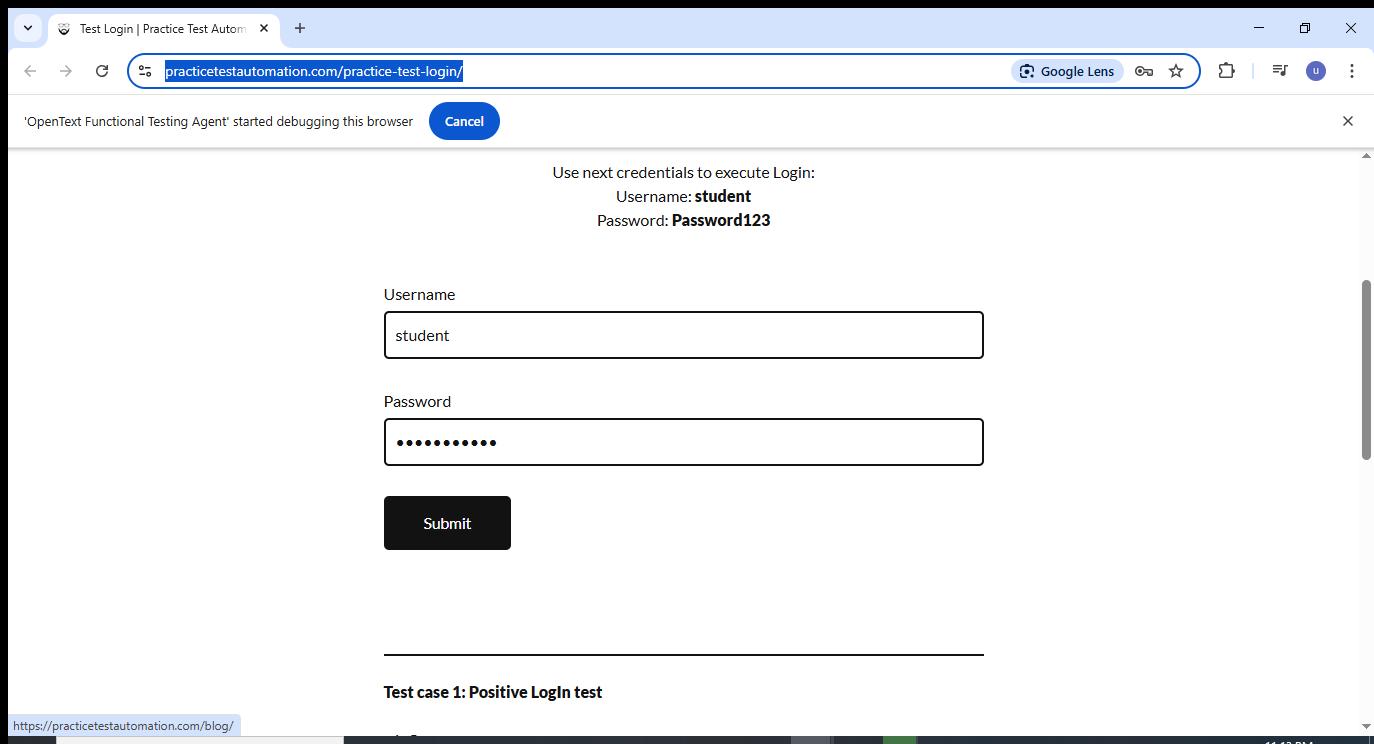 Test Login | Practice Test Autom
practicetestautomation.com/practice-test-login/
Google Lens
u
'OpenText Functional Testing Agent' started debugging this browser
Cancel
Use next credentials to execute Login:
Username: student
Password: Password123
Username
student
Password
•••••••••••
Submit
Test case 1: Positive LogIn test
https://practicetestautomation.com/blog/